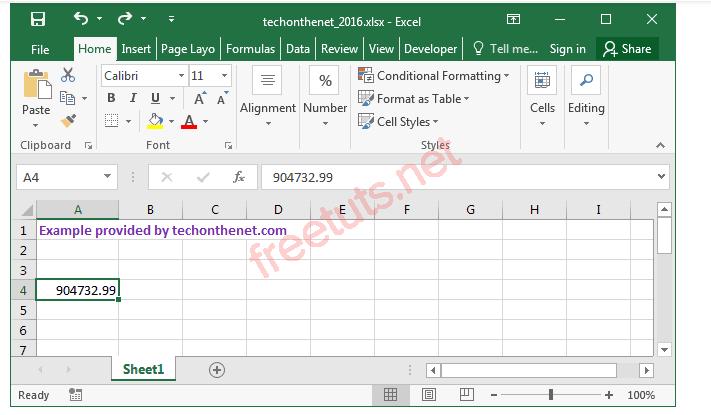 techonthenet_2016.xlsx - Excel
File Home Insert Page Layo Formulas Data Review View Developer Tell me... Sign in Share
Paste
Calibri 11
B I U A A
A
Alignment
%
Number
Conditional Formatting
Format as Table
Cell Styles
Cells
Editing
Clipboard Font Styles
A4 fx 904732.99
A B C D E F G H I
1 Example provided by techonthenet.com
2
3
4 904732.99
5
6
7
freetuts.net
Sheet1
Ready 100%